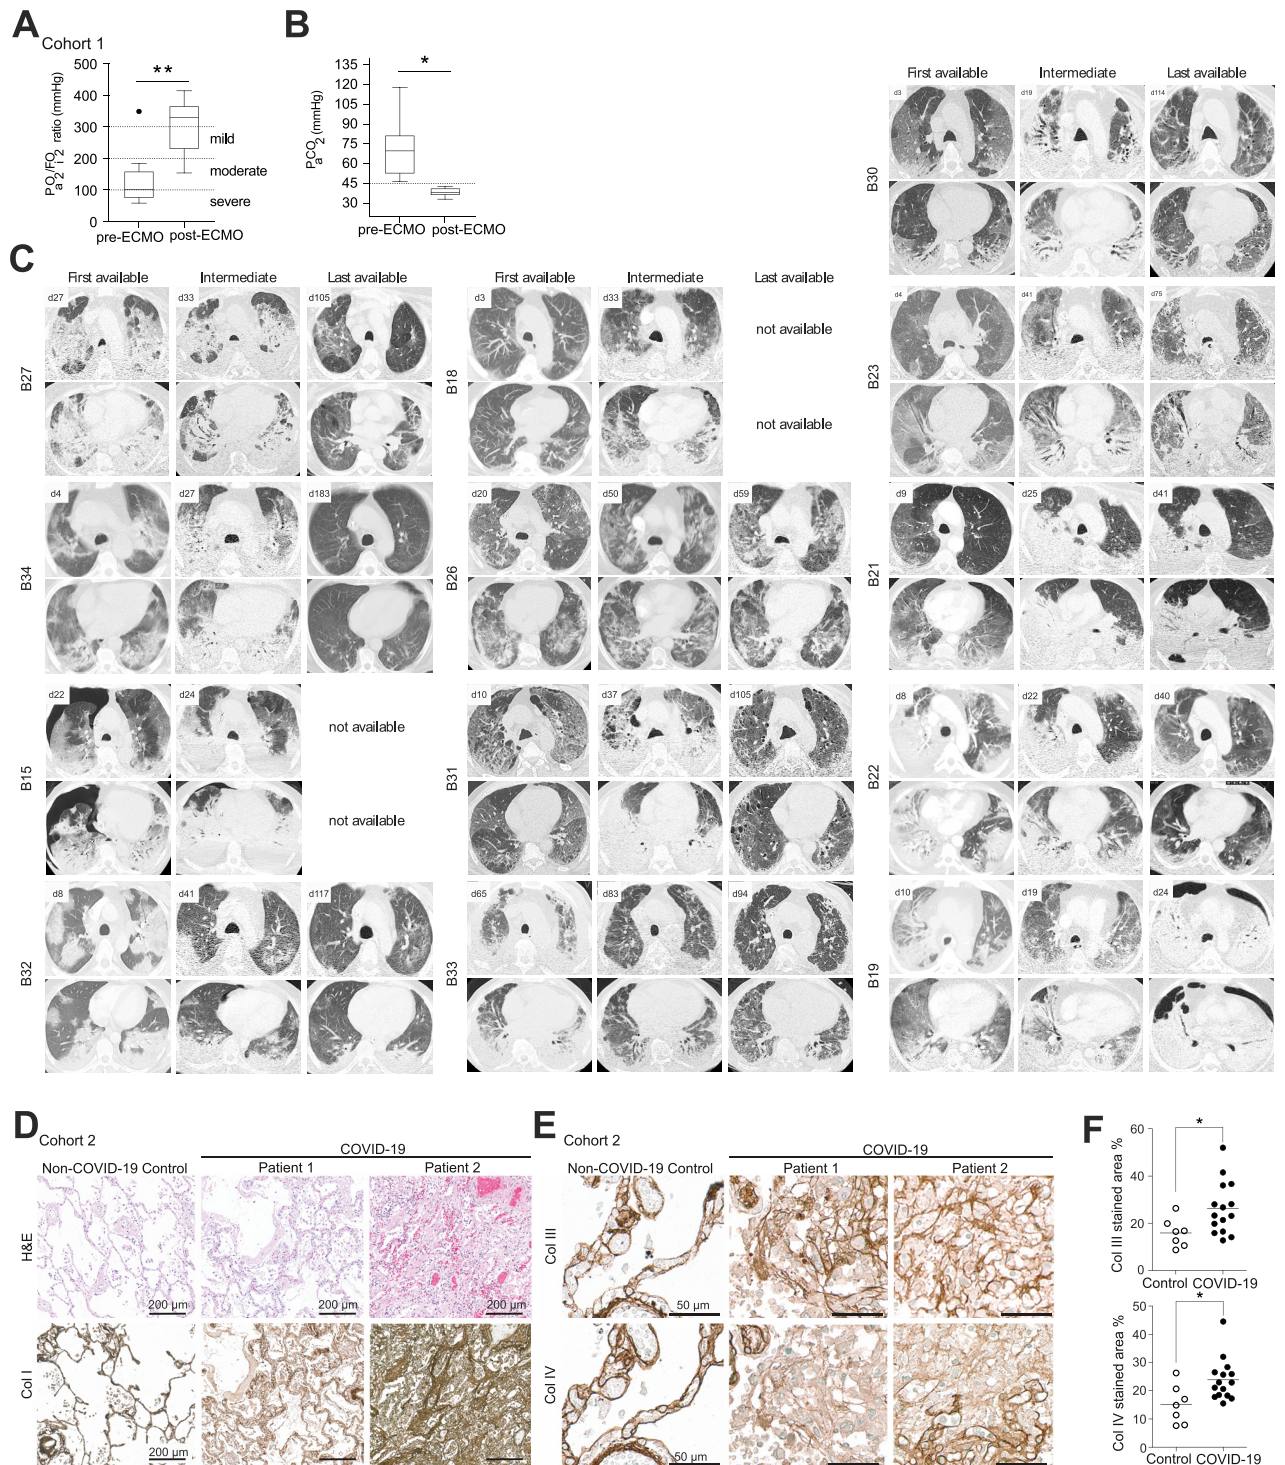 A
Cohort 1
PaO2/FiO2 ratio (mmHg)
500
400
300
200
100
0
**
mild
moderate
severe
pre-ECMO
post-ECMO
B
PaCO2 (mmHg)
135
120
105
90
75
60
45
30
*
pre-ECMO
post-ECMO
C
First available
Intermediate
Last available
B27
d27
d33
d105
B34
d4
d27
d183
B15
d22
d24
not available
not available
B32
d8
d41
d117
First available
Intermediate
Last available
B18
d3
d33
not available
not available
B26
d20
d50
d59
B31
d10
d37
d105
B33
d65
d83
d94
First available
Intermediate
Last available
B30
d3
d19
d114
B23
d4
d41
d75
B21
d9
d25
d41
B22
d8
d22
d40
B19
d10
d19
d24
D
Cohort 2
COVID-19
Non-COVID-19 Control
Patient 1
Patient 2
H&E
200 µm
200 µm
200 µm
Col I
200 µm
E
Cohort 2
COVID-19
Non-COVID-19 Control
Patient 1
Patient 2
Col III
50 µm
Col IV
50 µm
F
Col III stained area %
60
40
20
0
*
Control
COVID-19
Col IV stained area %
50
40
30
20
10
0
*
Control
COVID-19